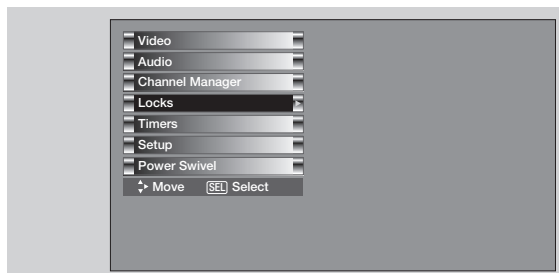 Video
Audio
Channel Manager
Locks
Timers
Setup
Power Swivel
Move SEL Select